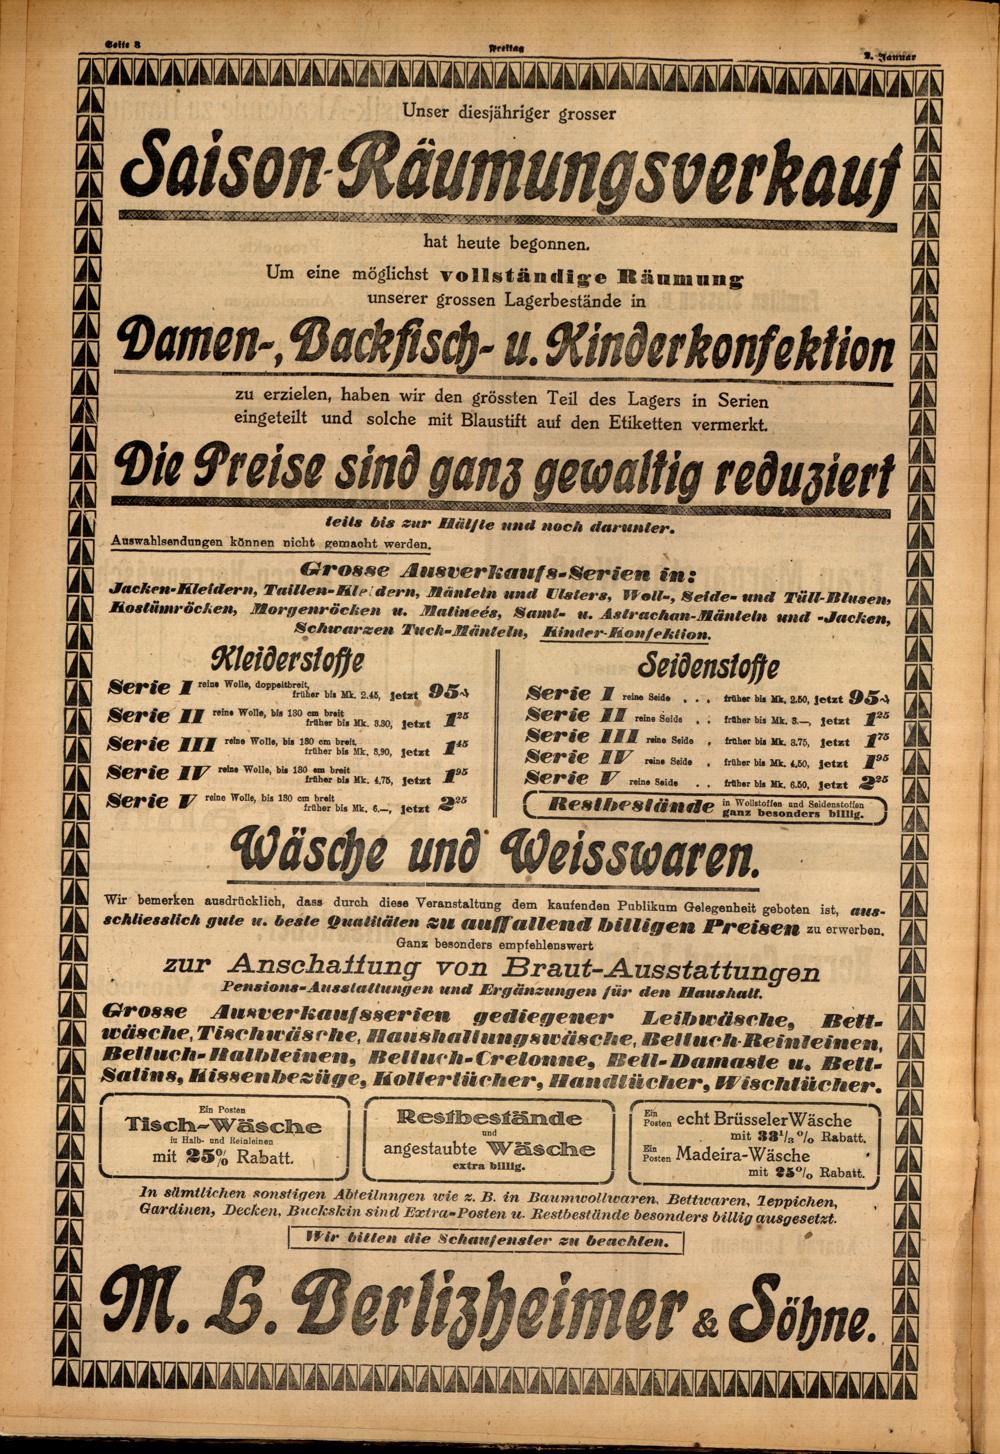 Seite 8
Freitag
2. Januar
Unser diesjähriger grosser
Saison-Räumungsverkauf
hat heute begonnen.
Um eine möglichst vollständige Räumung
unserer grossen Lagerbestände in
Damen-, Backfisch- u. Kinderkonfektion
zu erzielen, haben wir den grössten Teil des Lagers in Serien
eingeteilt und solche mit Blaustift auf den Etiketten vermerkt.
Die Preise sind ganz gewaltig reduziert
teils bis zur Hälfte und noch darunter.
Auswahlsendungen können nicht gemacht werden.
Grosse Ausverkaufs-Serien in:
Jacken-Kleidern, Taillen-Kleidern, Mänteln und Ulsters, Woll-, Seide- und Tüll-Blusen,
Kostümröcken, Morgenröcken u. Matineés, Samt- u. Astrachan-Mänteln und -Jacken,
Schwarzen Tuch-Mänteln, Kinder-Konfektion.
Kleiderstoffe
Serie I reine Wolle, doppeltbreit,
früher bis Mk. 2.45, jetzt 95 ₰
Serie II reine Wolle, bis 130 cm breit
früher bis Mk. 3.30, jetzt 1 25
Serie III reine Wolle, bis 130 cm breit,
früher bis Mk. 3,90, jetzt 1 45
Serie IV reine Wolle, bis 130 cm breit
früher bis Mk. 4.75, jetzt 1 95
Serie V reine Wolle, bis 130 cm breit
früher bis Mk. 6.—, jetzt 2 25
Seidenstoffe
Serie I reine Seide . . . früher bis Mk. 2.50, jetzt 95 ₰
Serie II reine Seide . . früher bis Mk. 3.—, jetzt 1 25
Serie III reine Seide . früher bis Mk. 3.75, jetzt 1 75
Serie IV reine Seide . früher bis Mk. 4.50, jetzt 1 95
Serie V reine Seide . . früher bis Mk. 6.50, jetzt 2 25
Restbestände in Wollstoffen und Seidenstoffen
ganz besonders billig.
Wäsche und Weisswaren.
Wir bemerken ausdrücklich, dass durch diese Veranstaltung dem kaufenden Publikum Gelegenheit geboten ist, aus-
schliesslich gute u. beste Qualitäten zu auffallend billigen Preisen zu erwerben.
Ganz besonders empfehlenswert
zur Anschaffung von Braut-Ausstattungen
Pensions-Ausstattungen und Ergänzungen für den Haushalt.
Grosse Ausverkaufsserien gediegener Leibwäsche, Bett-
wäsche, Tischwäsche, Haushaltungswäsche, Bettuch-Reinleinen,
Bettuch-Halbleinen, Bettuch-Cretonne, Bett-Damaste u. Bett-
Satins, Kissenbezüge, Koltertücher, Handtücher, Wischtücher.
Ein Posten
Tisch-Wäsche
in Halb- und Reinleinen
mit 25% Rabatt.
Restbestände
und
angestaubte Wäsche
extra billig.
Ein Posten echt Brüsseler Wäsche
mit 33 1/3 % Rabatt.
Ein Posten Madeira-Wäsche
mit 25% Rabatt.
In sämtlichen sonstigen Abteilungen wie z. B. in Baumwollwaren, Bettwaren, Teppichen,
Gardinen, Decken, Buckskin sind Extra-Posten u. Restbestände besonders billig ausgesetzt.
Wir bitten die Schaufenster zu beachten.
M. L. Berlizheimer & Söhne.